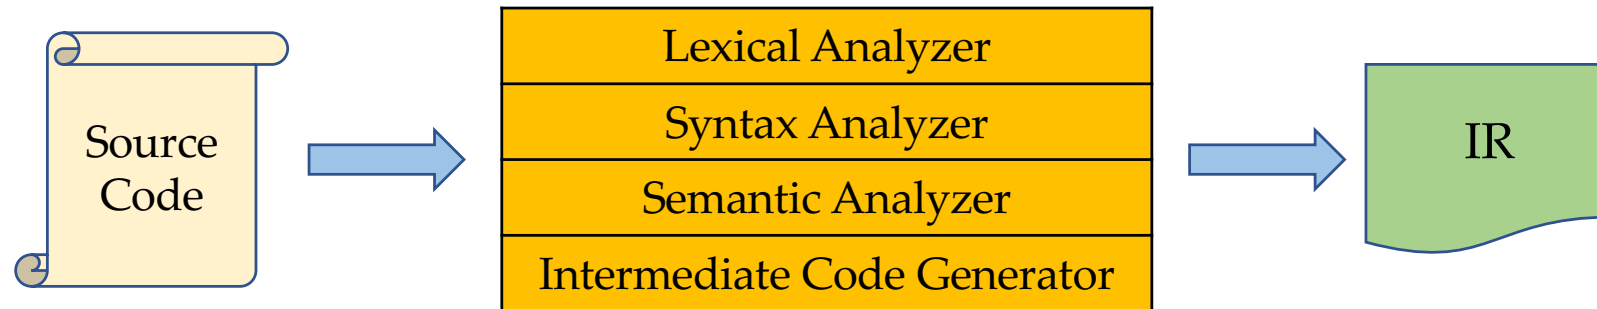 Source
Code
Lexical Analyzer
Syntax Analyzer
Semantic Analyzer
Intermediate Code Generator
IR